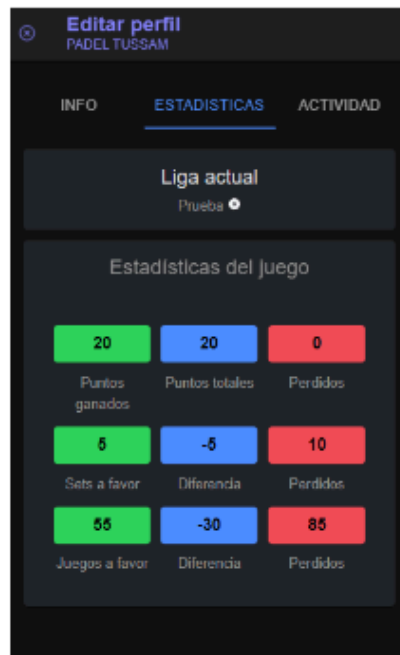 Editar perfil
PADEL TUSSAM
INFO ESTADISTICAS ACTIVIDAD
Liga actual
Prueba
Estadísticas del juego
20 20 0
Puntos ganados Puntos totales Perdidos
5 -5 10
Sets a favor Diferencia Perdidos
55 -30 85
Juegos a favor Diferencia Perdidos